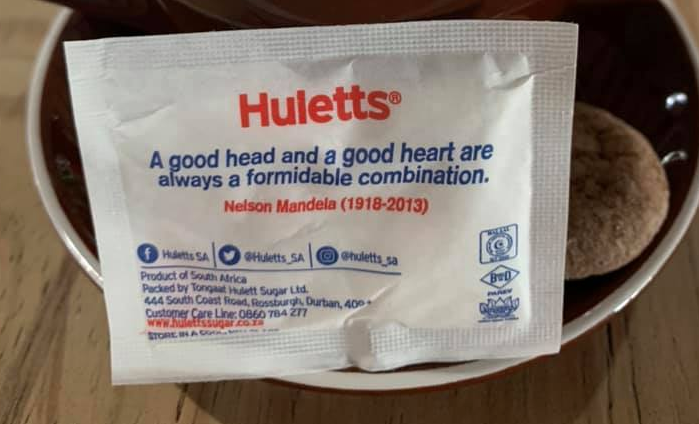 Huletts®
A good head and a good heart are
always a formidable combination.
Nelson Mandela (1918-2013)
Huletts SA @Huletts_SA @huletts_sa
Product of South Africa
Packed by Tongaat Hulett Sugar Ltd.
444 South Coast Road, Rossburgh, Durban,
Customer Care Line: 0860 784 277
www.hulettssugar.co.za
STORE IN A
PAREV